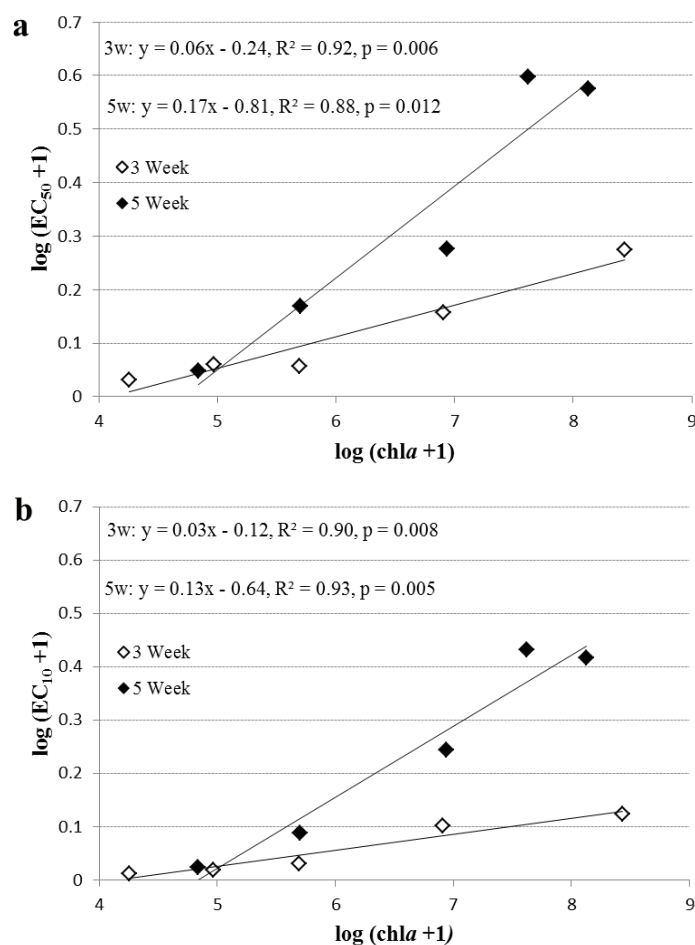 a
3w: y = 0.06x - 0.24, R² = 0.92, p = 0.006
5w: y = 0.17x - 0.81, R² = 0.88, p = 0.012
3 Week
5 Week
log (EC₅₀ +1)
0.7
0.6
0.5
0.4
0.3
0.2
0.1
0
4 5 6 7 8 9
log (chla +1)
b
3w: y = 0.03x - 0.12, R² = 0.90, p = 0.008
5w: y = 0.13x - 0.64, R² = 0.93, p = 0.005
3 Week
5 Week
log (EC₁₀ +1)
0.7
0.6
0.5
0.4
0.3
0.2
0.1
0
4 5 6 7 8 9
log (chla +1)